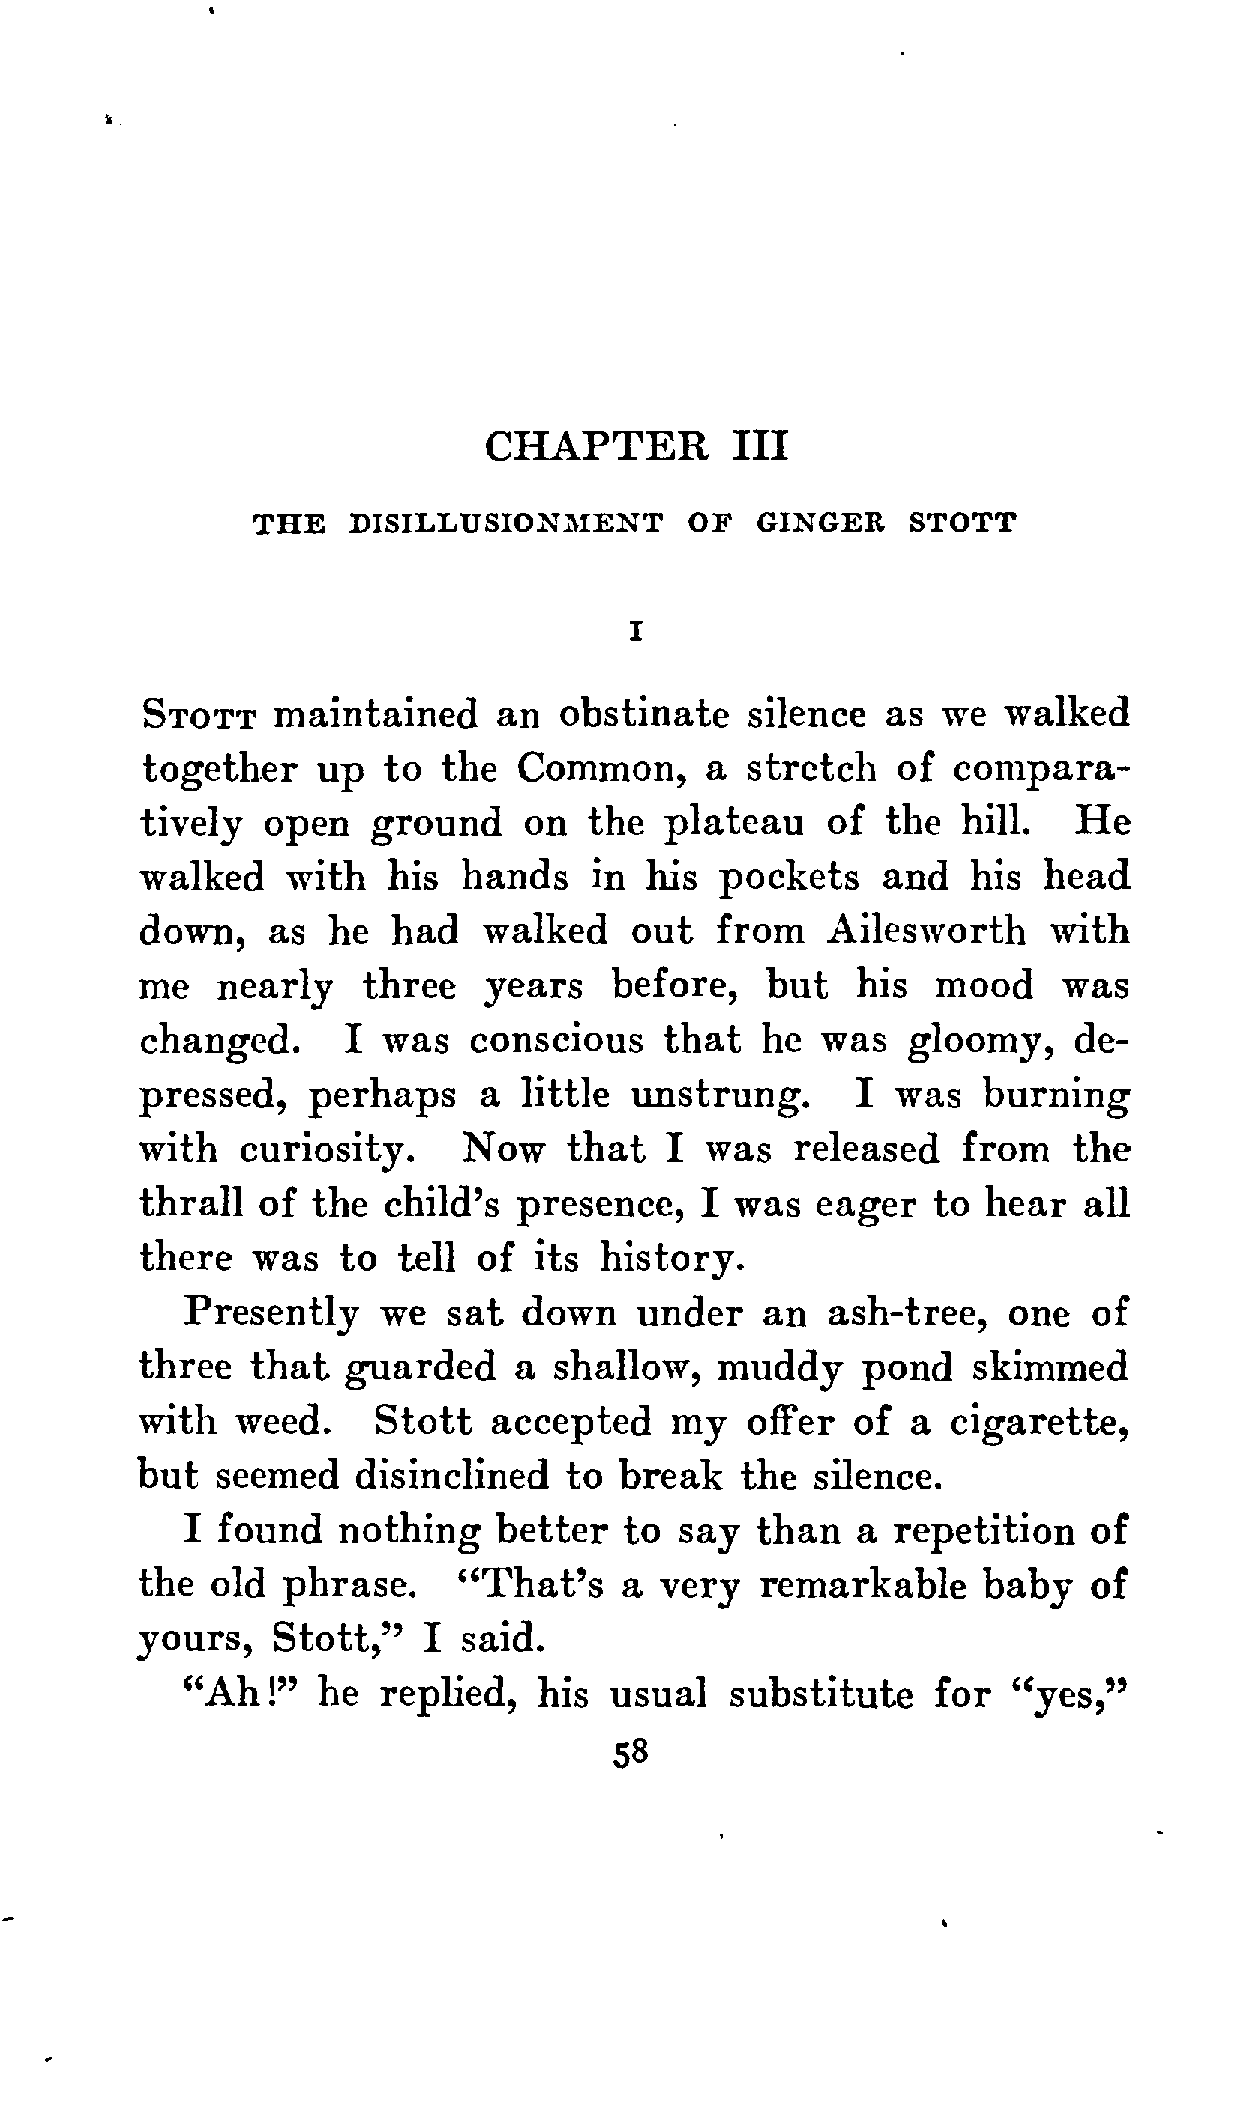 CHAPTER III
THE DISILLUSIONMENT OF GINGER STOTT
I
STOTT maintained an obstinate silence as we walked
together up to the Common, a stretch of compara-
tively open ground on the plateau of the hill. He
walked with his hands in his pockets and his head
down, as he had walked out from Ailesworth with
me nearly three years before, but his mood was
changed. I was conscious that he was gloomy, de-
pressed, perhaps a little unstrung. I was burning
with curiosity. Now that I was released from the
thrall of the child's presence, I was eager to hear all
there was to tell of its history.
Presently we sat down under an ash-tree, one of
three that guarded a shallow, muddy pond skimmed
with weed. Stott accepted my offer of a cigarette,
but seemed disinclined to break the silence.
I found nothing better to say than a repetition of
the old phrase. "That's a very remarkable baby of
yours, Stott," I said.
"Ah!" he replied, his usual substitute for "yes,"
58